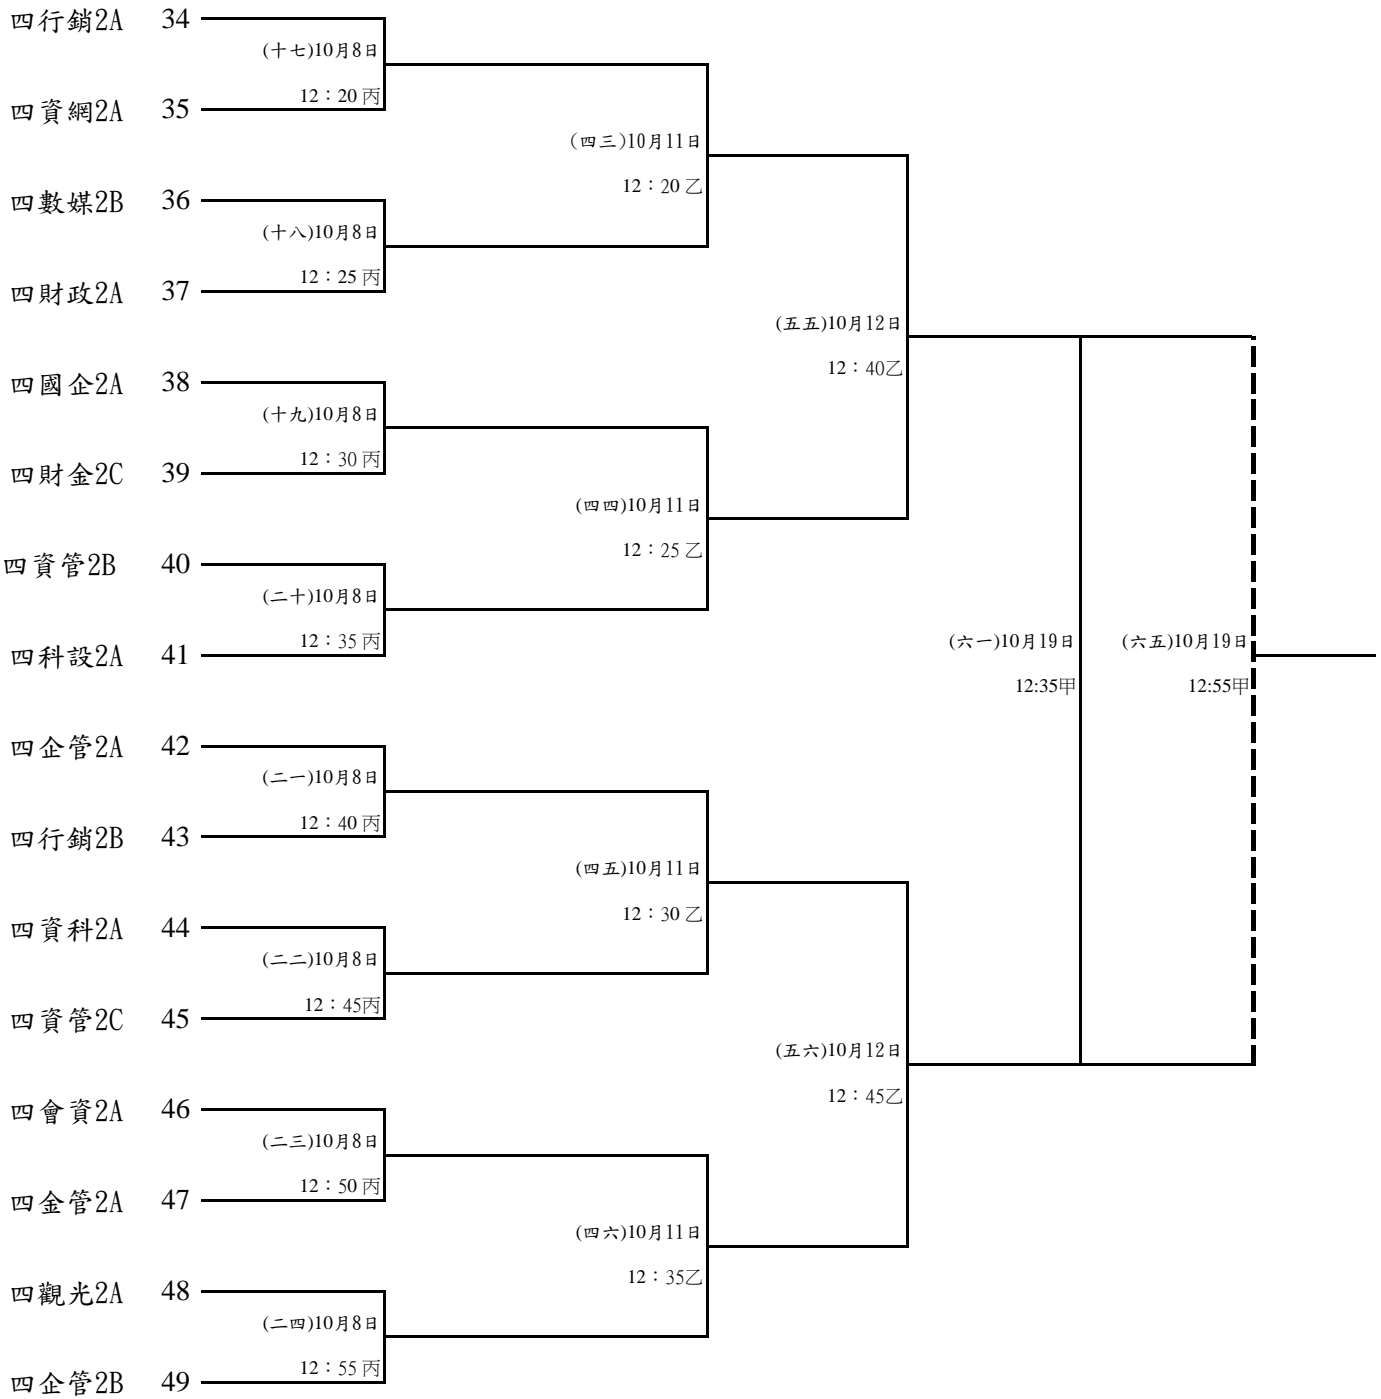 四行銷2A 34
(十七)10月8日
12：20 丙
四資網2A 35
(四三)10月11日
12：20 乙
四數媒2B 36
(十八)10月8日
12：25 丙
四財政2A 37
(五五)10月12日
12：40乙
四國企2A 38
(十九)10月8日
12：30 丙
四財金2C 39
(四四)10月11日
12：25 乙
四資管2B 40
(二十)10月8日
12：35 丙
四科設2A 41
(六一)10月19日 (六五)10月19日
12:35甲 12:55甲
四企管2A 42
(二一)10月8日
12：40 丙
四行銷2B 43
(四五)10月11日
12：30 乙
四資科2A 44
(二二)10月8日
12：45丙
四資管2C 45
(五六)10月12日
12：45乙
四會資2A 46
(二三)10月8日
12：50 丙
四金管2A 47
(四六)10月11日
12：35乙
四觀光2A 48
(二四)10月8日
12：55 丙
四企管2B 49